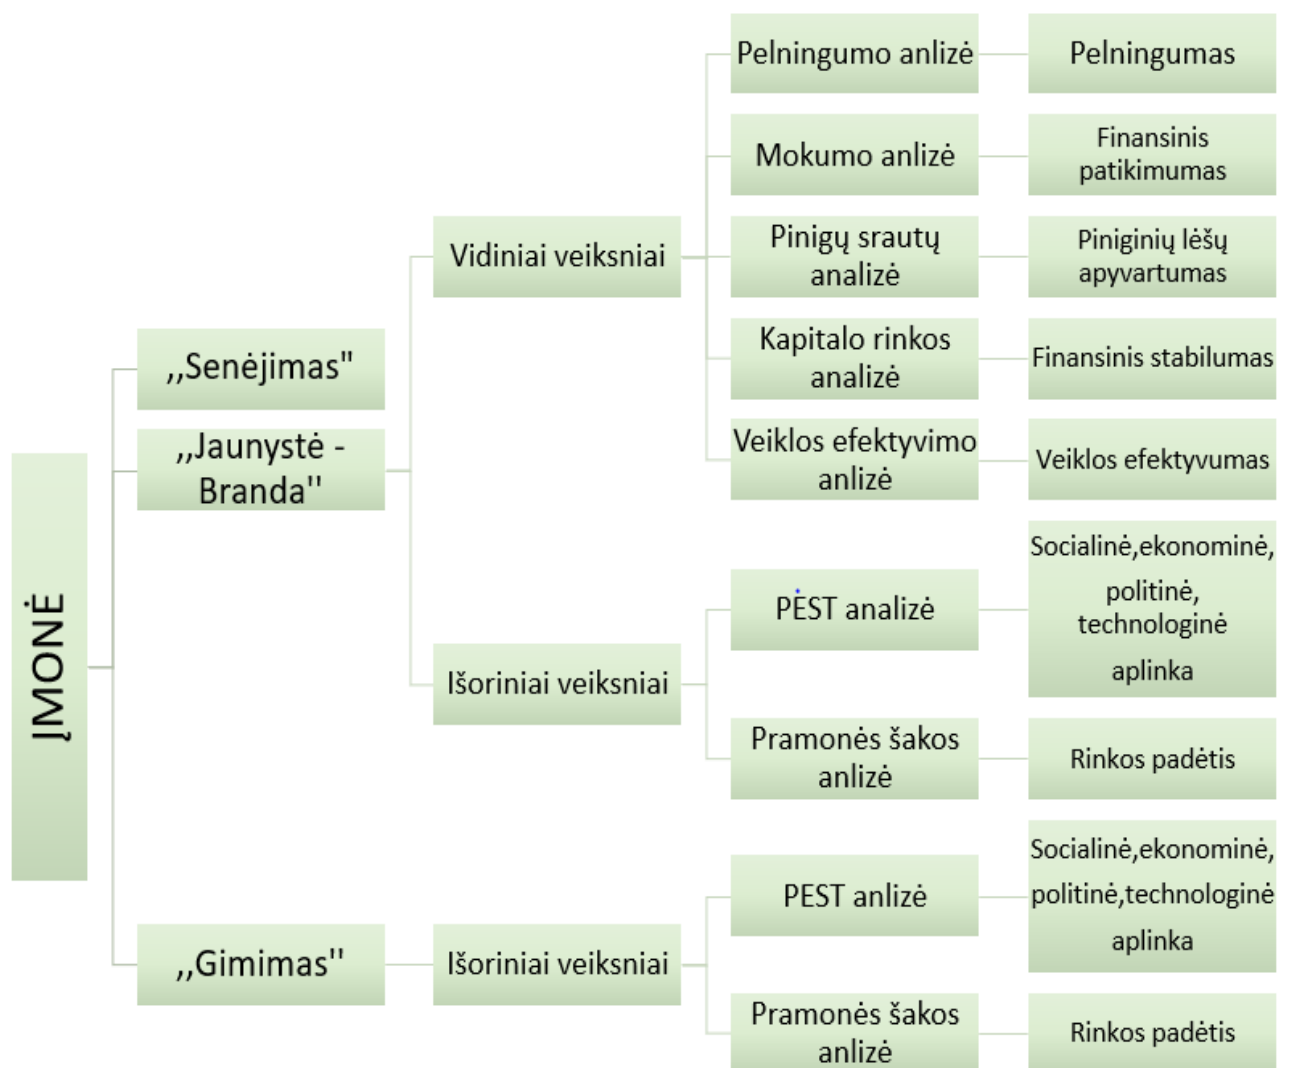 ĮMONĖ
,,Senėjimas"
,,Jaunystė -
Branda''
Vidiniai veiksniai
Pelningumo anlizė
Pelningumas
Mokumo anlizė
Finansinis
patikimumas
Pinigų srautų
analizė
Piniginių lėšų
apyvartumas
Kapitalo rinkos
analizė
Finansinis stabilumas
Veiklos efektyvimo
anlizė
Veiklos efektyvumas
Išoriniai veiksniai
PĖST analizė
Socialinė,ekonominė,
politinė,
technologinė
aplinka
Pramonės šakos
anlizė
Rinkos padėtis
,,Gimimas''
Išoriniai veiksniai
PEST anlizė
Socialinė,ekonominė,
politinė,technologinė
aplinka
Pramonės šakos
anlizė
Rinkos padėtis